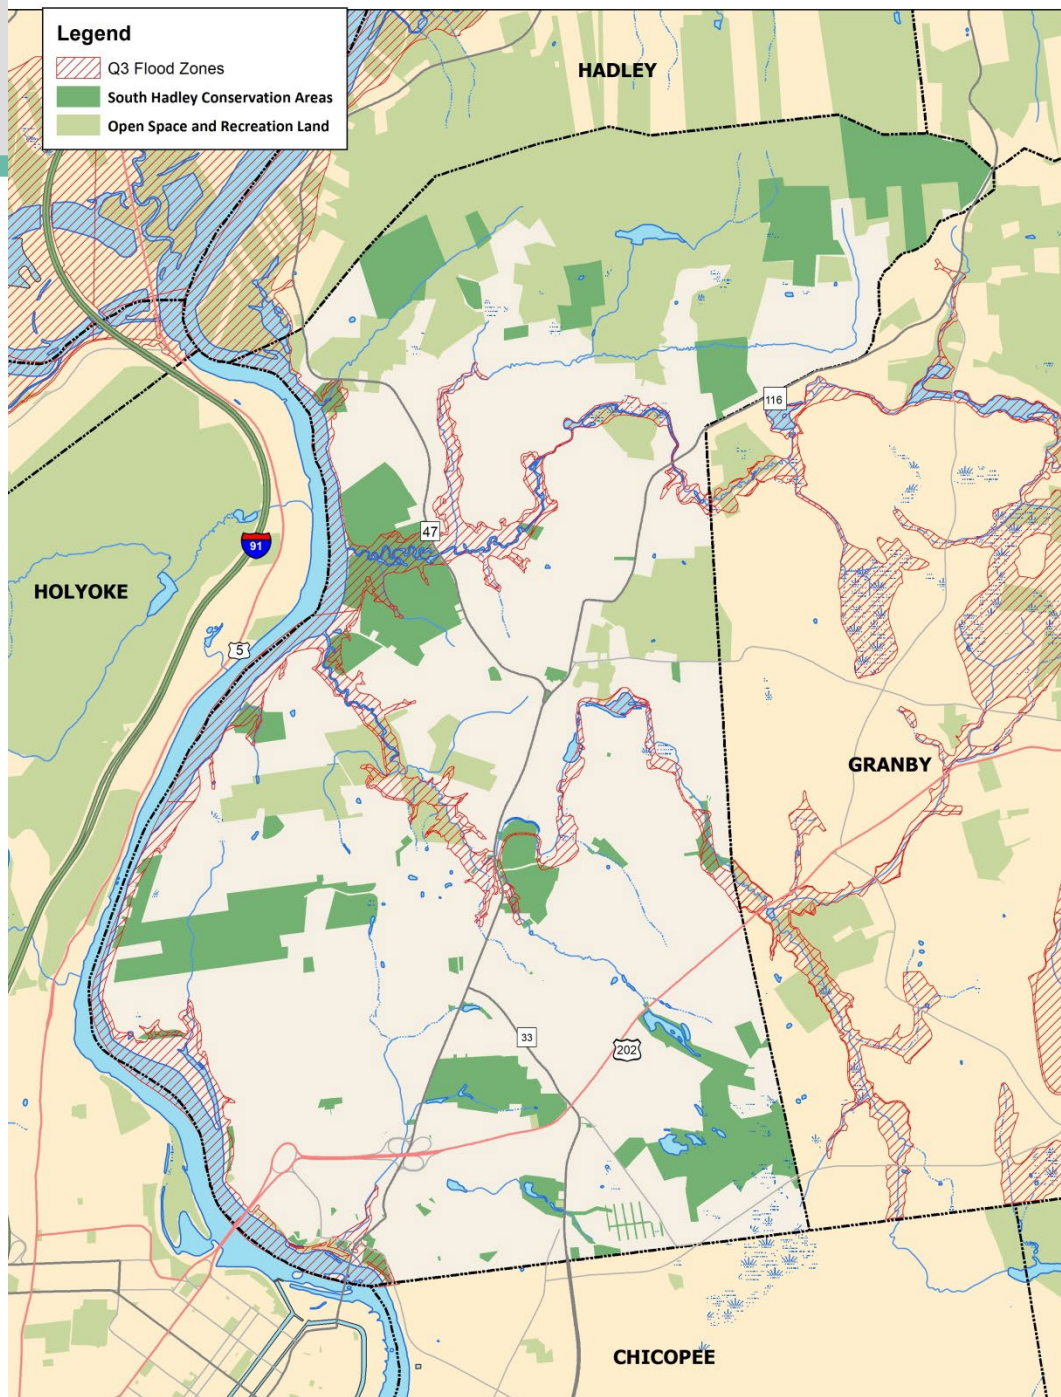 Legend
Q3 Flood Zones
South Hadley Conservation Areas
Open Space and Recreation Land
HADLEY
116
47
91
HOLYOKE
5
GRANBY
33
202
CHICOPEE